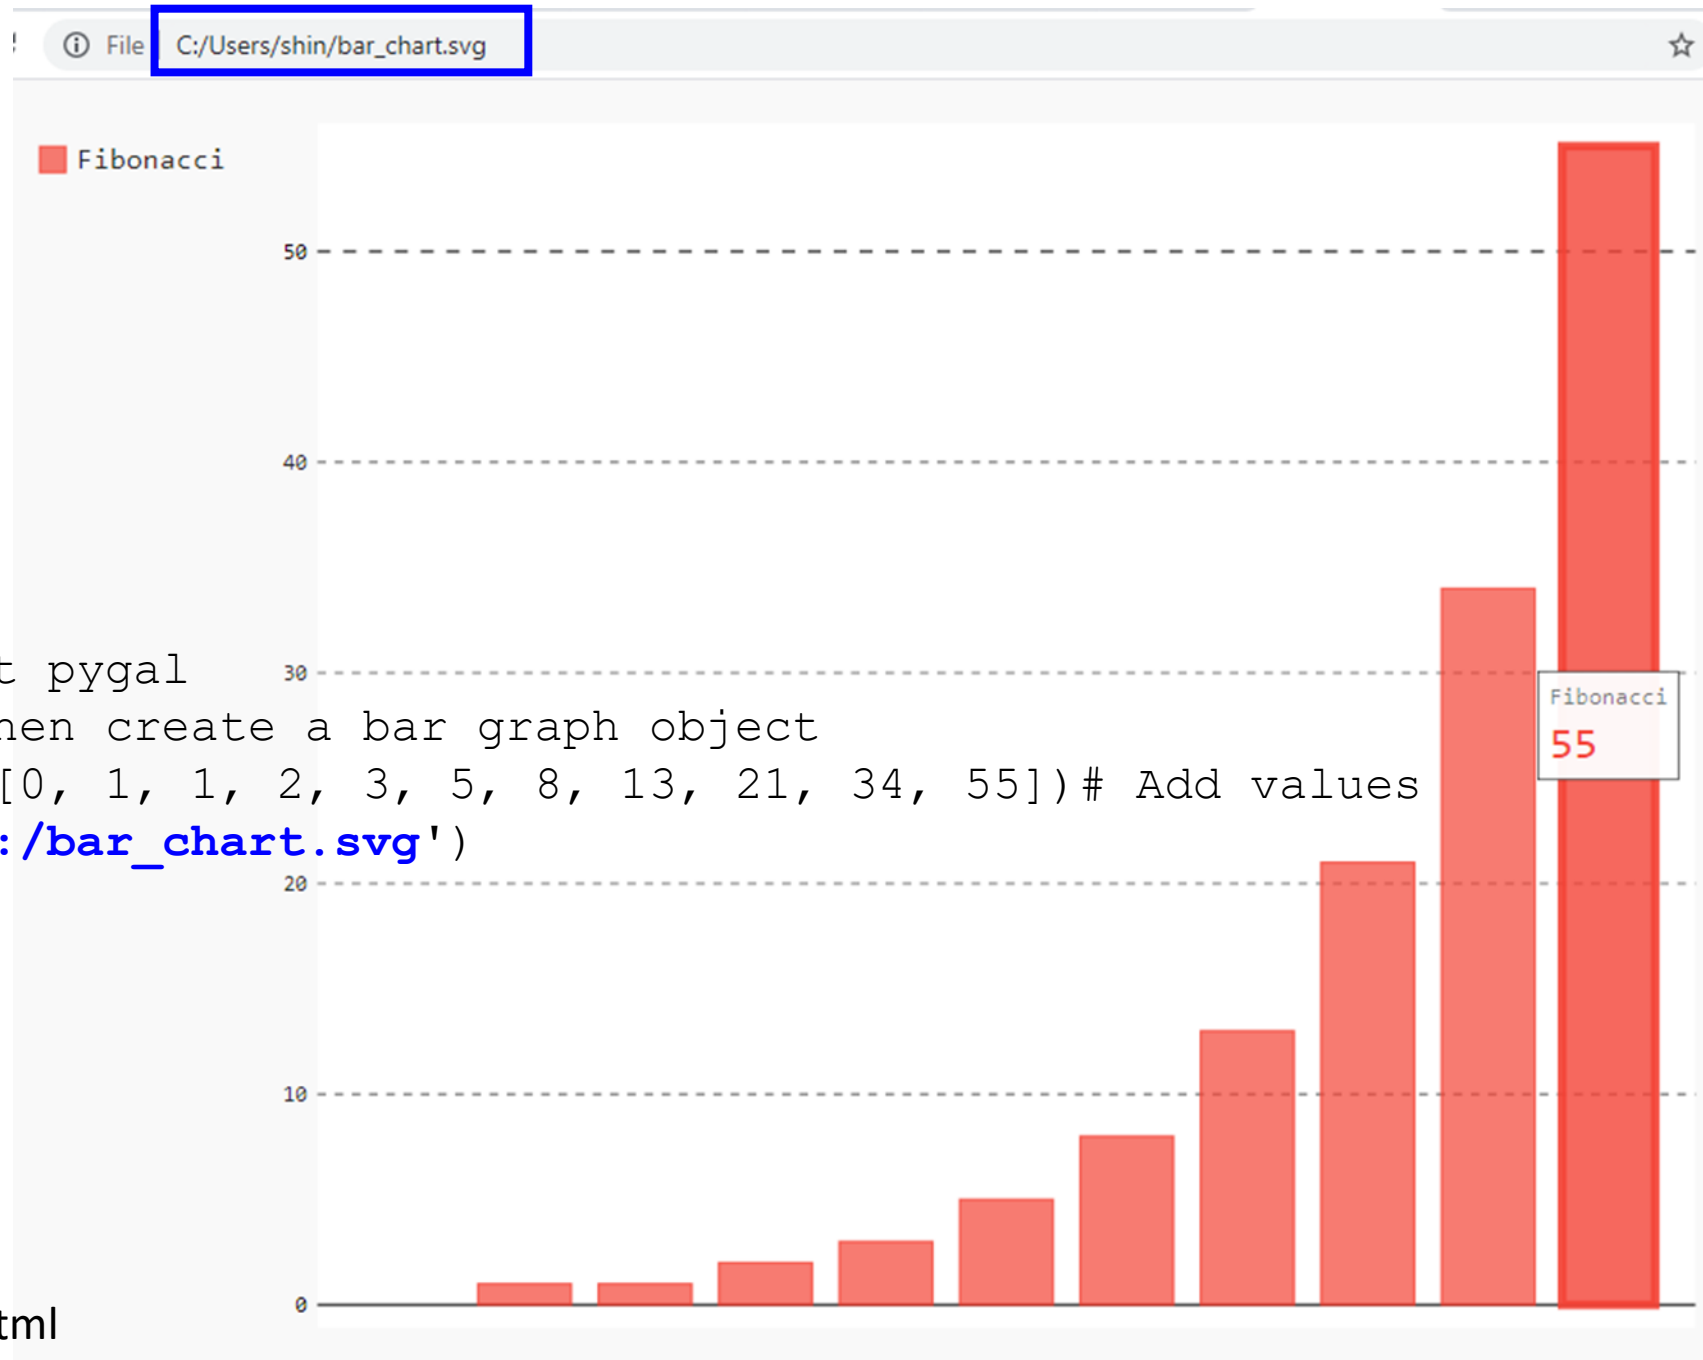 File C:/Users/shin/bar_chart.svg
Fibonacci
50
40
t pygal
30
Fibonacci
hen create a bar graph object
55
[0, 1, 1, 2, 3, 5, 8, 13, 21, 34, 55])# Add values
:/bar_chart.svg')
20
10
0
tml